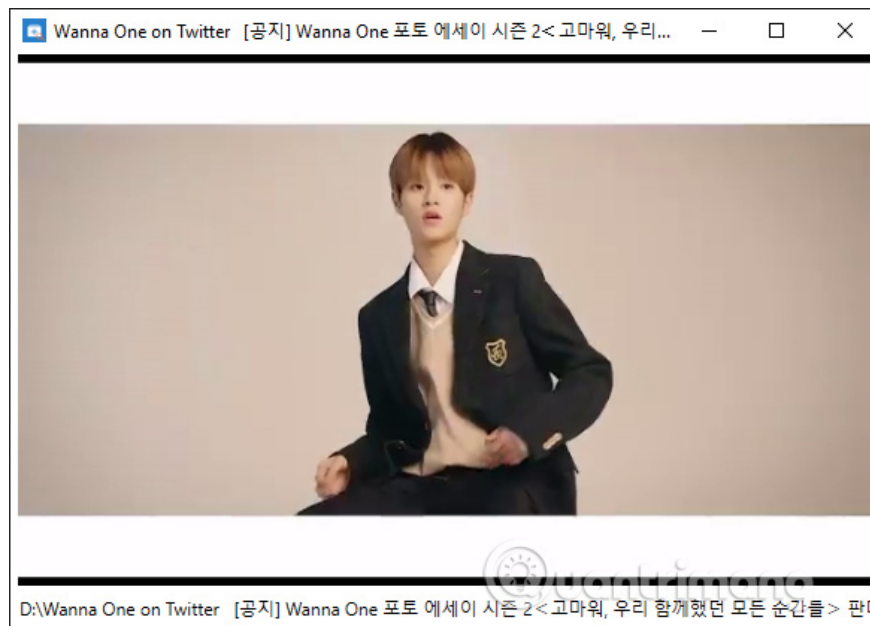 Wanna One on Twitter [공지] Wanna One 포토 에세이 시즌 2< 고마워, 우리...
uantrimang
D:\Wanna One on Twitter [공지] Wanna One 포토 에세이 시즌 2<고마워, 우리 함께했던 모든 순간들> 판